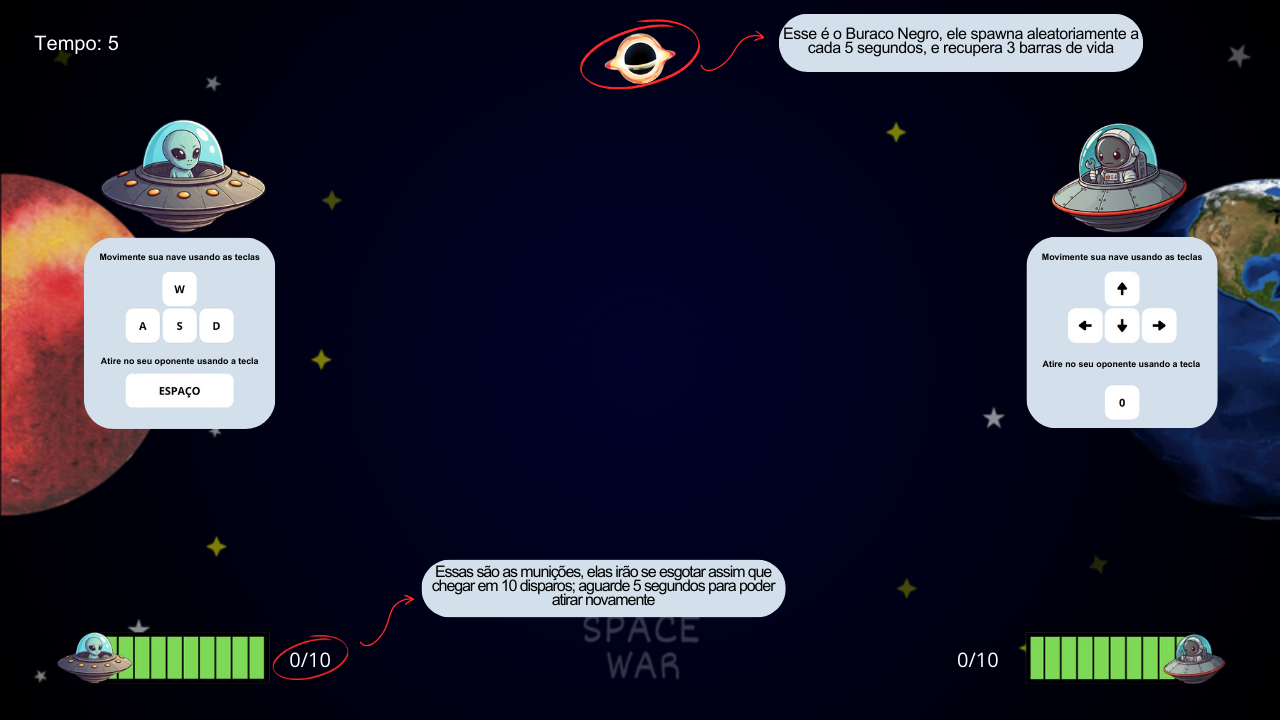 Tempo: 5
Esse é o Buraco Negro, ele spawna aleatoriamente a
cada 5 segundos, e recupera 3 barras de vida
Movimente sua nave usando as teclas
W
A S D
Atire no seu oponente usando a tecla
ESPAÇO
Movimente sua nave usando as teclas
Atire no seu oponente usando a tecla
0
Essas são as munições, elas irão se esgotar assim que
chegar em 10 disparos; aguarde 5 segundos para poder
atirar novamente
SPACE
WAR
0/10
0/10